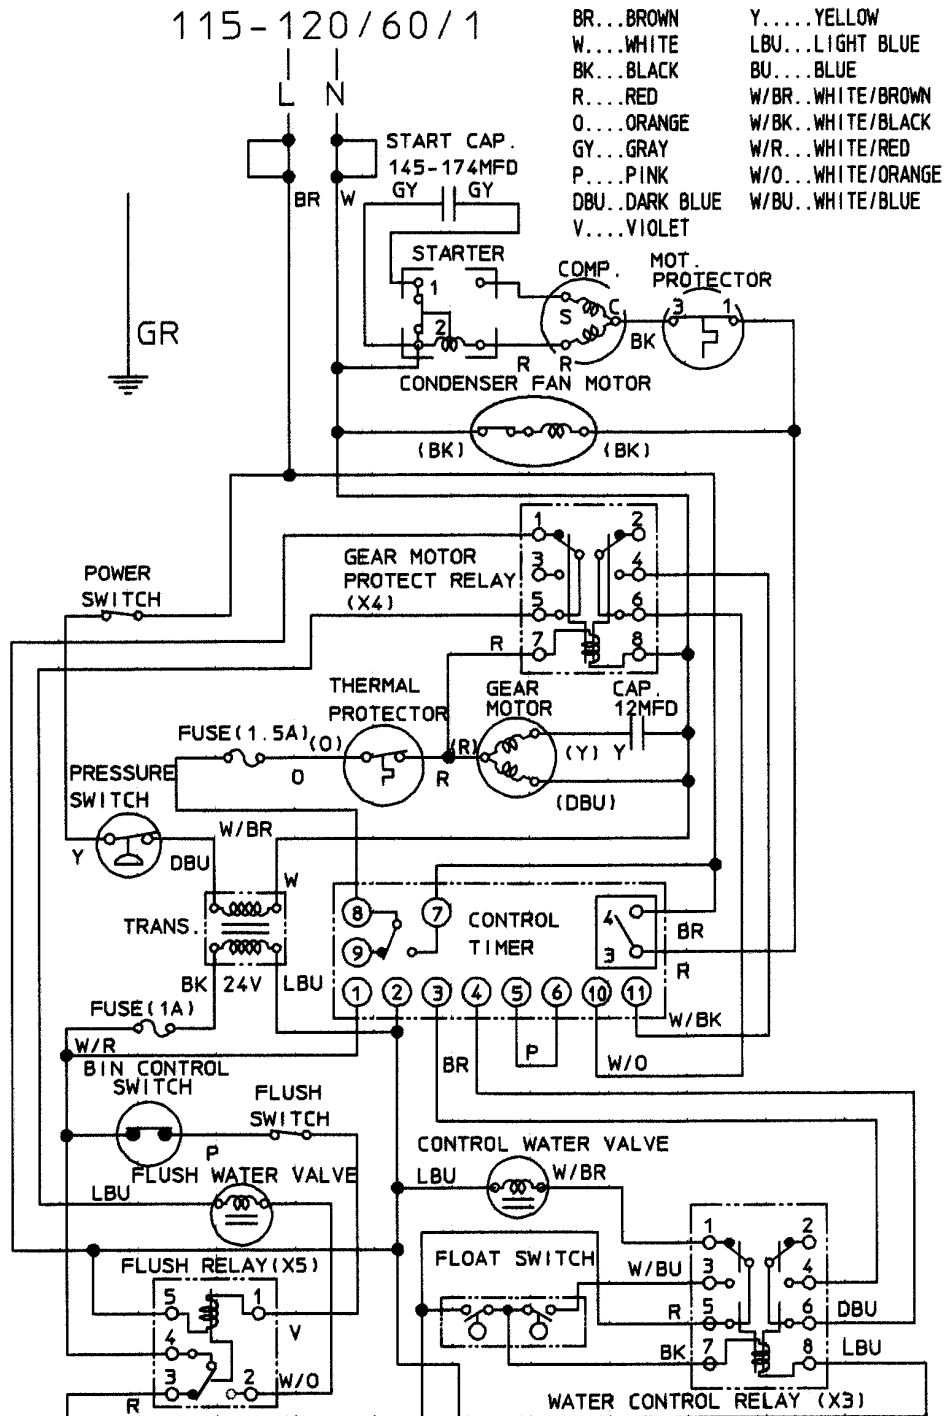 115-120/60/1
L N
BR...BROWN Y.....YELLOW
W....WHITE LBU...LIGHT BLUE
BK...BLACK BU....BLUE
R....RED W/BR..WHITE/BROWN
O....ORANGE W/BK..WHITE/BLACK
GY...GRAY W/R...WHITE/RED
P....PINK W/O...WHITE/ORANGE
DBU..DARK BLUE W/BU..WHITE/BLUE
V....VIOLET
START CAP.
145-174MFD
GY GY
BR W
STARTER
1
2
COMP.
S C
R R
BK
MOT.
PROTECTOR
3 1
GR
CONDENSER FAN MOTOR
(BK) (BK)
GEAR MOTOR
PROTECT RELAY
(X4)
1 2
3 4
5 6
7 8
R
POWER
SWITCH
THERMAL
PROTECTOR
GEAR
MOTOR
CAP.
12MFD
FUSE(1.5A) (O)
O
R
(R)
(Y) Y
(DBU)
PRESSURE
SWITCH
Y
DBU
W/BR
W
TRANS.
BK 24V LBU
CONTROL
TIMER
8 7
9
4
3
BR
R
1 2 3 4 5 6 10 11
W/BK
W/O
P
BR
FUSE(1A)
W/R
BIN CONTROL
SWITCH
FLUSH
SWITCH
P
FLUSH WATER VALVE
LBU
CONTROL WATER VALVE
LBU W/BR
FLUSH RELAY(X5)
5 1
4
3 2
V
W/O
R
FLOAT SWITCH
W/BU
R
BK
1 2
3 4
5 6
7 8
DBU
LBU
WATER CONTROL RELAY (X3)